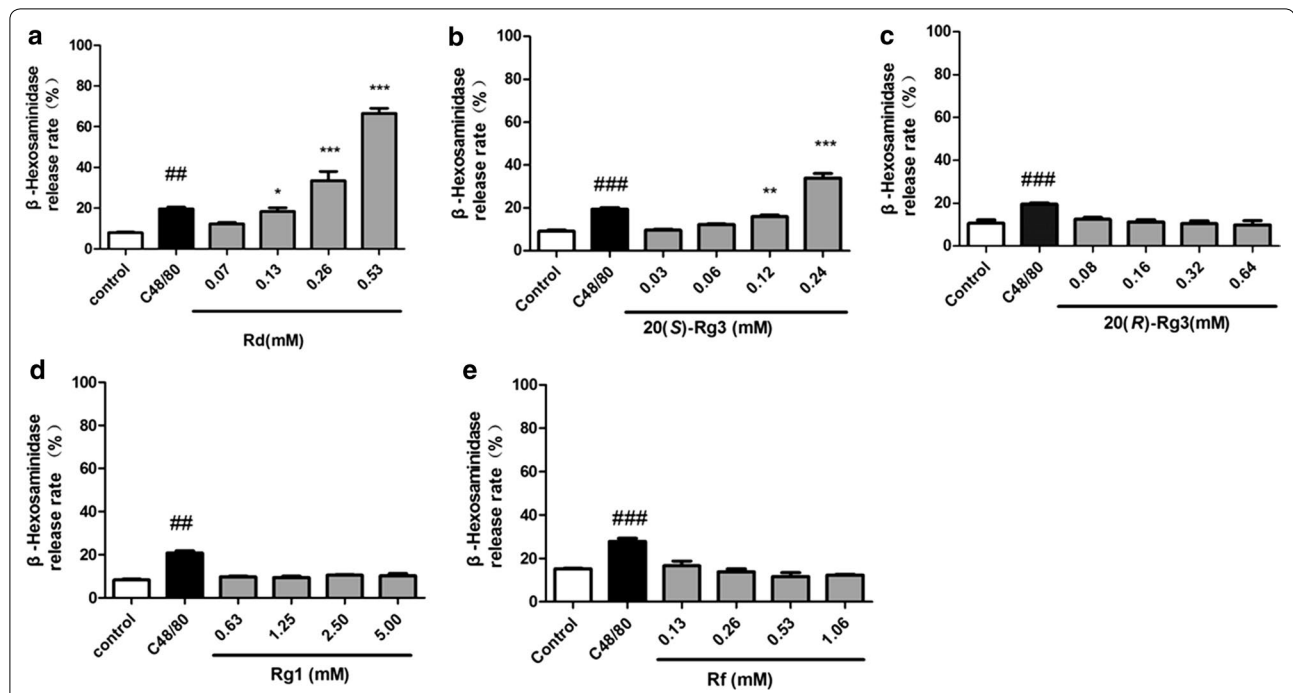 a
β -Hexosaminidase
release rate（%）
100
80
60
40
20
0
##
*
***
***
control
C48/80
0.07
0.13
0.26
0.53
Rd(mM)
b
β -Hexosaminidase
release rate（%）
100
80
60
40
20
0
###
**
***
Control
C48/80
0.03
0.06
0.12
0.24
20(S)-Rg3 (mM)
c
β -Hexosaminidase
release rate（%）
100
80
60
40
20
0
###
Control
C48/80
0.08
0.16
0.32
0.64
20(R)-Rg3(mM)
d
β -Hexosaminidase
release rate（%）
100
80
60
40
20
0
##
control
C48/80
0.63
1.25
2.50
5.00
Rg1 (mM)
e
β -Hexosaminidase
release rate（%）
100
80
60
40
20
0
###
Control
C48/80
0.13
0.26
0.53
1.06
Rf (mM)